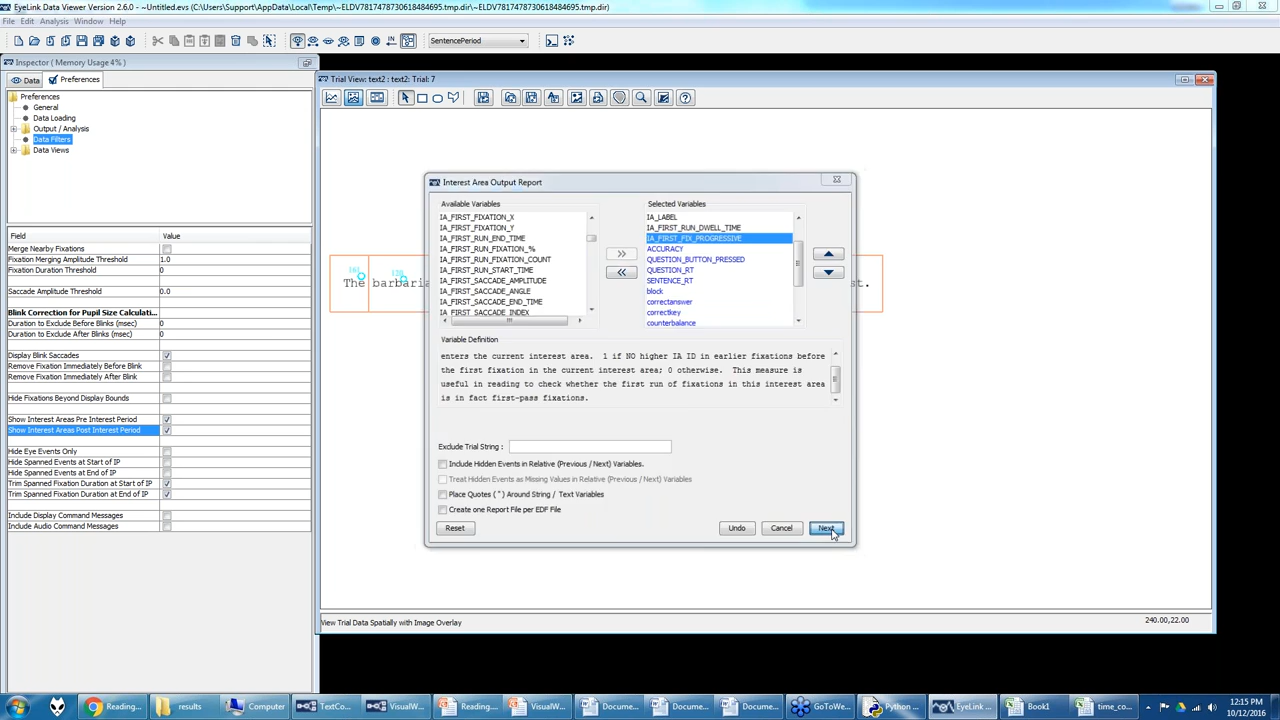 EyeLink Data Viewer Version 2.6.0 - ~Untitled.evs (C:\Users\Support\AppData\Local\Temp\~ELDV7817478730618484695.tmp.dir\~ELDV7817478730618484695.tmp.dir)
File Edit Analysis Window Help
SentencePeriod
Inspector ( Memory Usage 4% )
Data Preferences
Preferences
General
Data Loading
Output / Analysis
Data Filters
Data Views
Field Value
Merge Nearby Fixations
Fixation Merging Amplitude Threshold 1.0
Fixation Duration Threshold 0
Saccade Amplitude Threshold 0.0
Blink Correction for Pupil Size Calculati...
Duration to Exclude Before Blinks (msec) 0
Duration to Exclude After Blinks (msec) 0
Display Blink Saccades
Remove Fixation Immediately Before Blink
Remove Fixation Immediately After Blink
Hide Fixations Beyond Display Bounds
Show Interest Areas Pre Interest Period
Show Interest Areas Post Interest Period
Hide Eye Events Only
Hide Spanned Events at Start of IP
Hide Spanned Events at End of IP
Trim Spanned Fixation Duration at Start of IP
Trim Spanned Fixation Duration at End of IP
Include Display Command Messages
Include Audio Command Messages
Trial View: text2 : text2: Trial: 7
The barbaria
st.
View Trial Data Spatially with Image Overlay
240.00,22.00
Interest Area Output Report
Available Variables
IA_FIRST_FIXATION_X
IA_FIRST_FIXATION_Y
IA_FIRST_RUN_END_TIME
IA_FIRST_RUN_FIXATION_%
IA_FIRST_RUN_FIXATION_COUNT
IA_FIRST_RUN_START_TIME
IA_FIRST_SACCADE_AMPLITUDE
IA_FIRST_SACCADE_ANGLE
IA_FIRST_SACCADE_END_TIME
IA_FIRST_SACCADE_INDEX
>>
<<
Selected Variables
IA_LABEL
IA_FIRST_RUN_DWELL_TIME
IA_FIRST_FIX_PROGRESSIVE
ACCURACY
QUESTION_BUTTON_PRESSED
QUESTION_RT
SENTENCE_RT
block
correctanswer
correctkey
counterbalance
Variable Definition
enters the current interest area. 1 if NO higher IA ID in earlier fixations before
the first fixation in the current interest area; 0 otherwise. This measure is
useful in reading to check whether the first run of fixations in this interest area
is in fact first-pass fixations.
Exclude Trial String :
Include Hidden Events in Relative (Previous / Next) Variables.
Treat Hidden Events as Missing Values in Relative (Previous / Next) Variables
Place Quotes ( " ) Around String / Text Variables
Create one Report File per EDF File
Reset Undo Cancel Next
Reading... results Computer TextCo... VisualW... Reading... VisualW... Docume... Docume... Docume... GoToWe... Python ... EyeLink ... Book1 time_co...
12:15 PM
10/12/2016